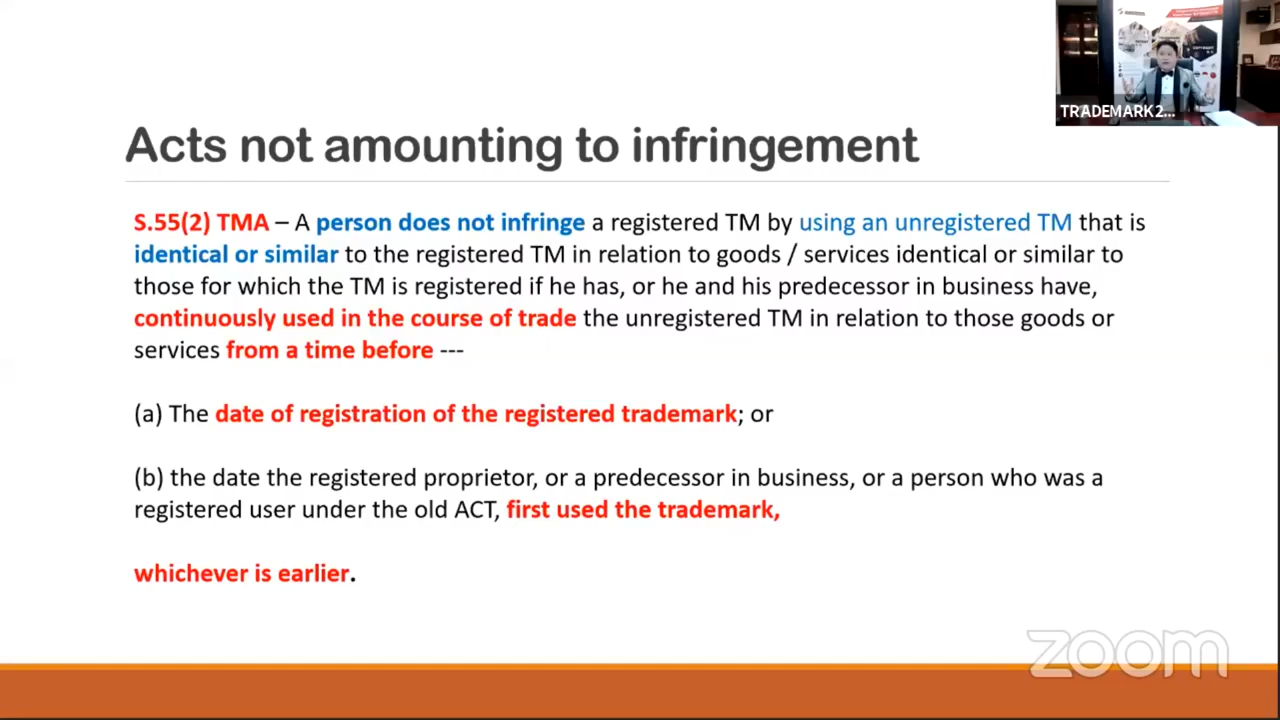 TRADEMARK2...
Acts not amounting to infringement
S.55(2) TMA – A person does not infringe a registered TM by using an unregistered TM that is
identical or similar to the registered TM in relation to goods / services identical or similar to
those for which the TM is registered if he has, or he and his predecessor in business have,
continuously used in the course of trade the unregistered TM in relation to those goods or
services from a time before ---
(a) The date of registration of the registered trademark; or
(b) the date the registered proprietor, or a predecessor in business, or a person who was a
registered user under the old ACT, first used the trademark,
whichever is earlier.
zoom